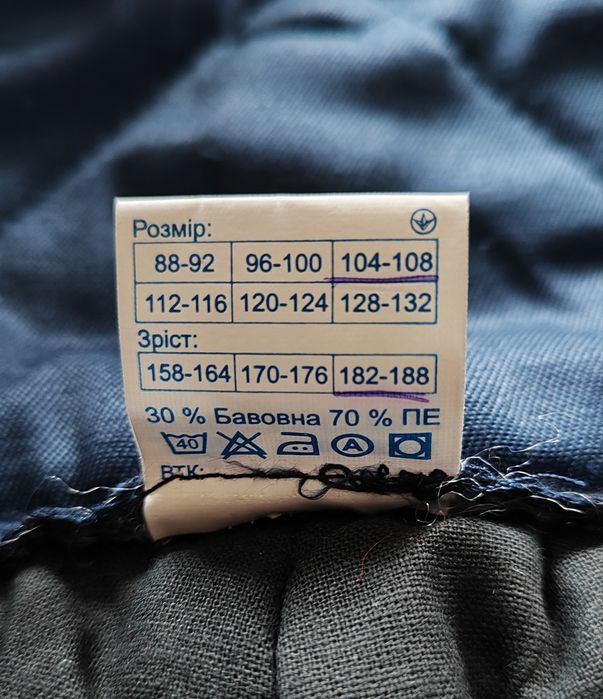 Розмір:
88-92 96-100 104-108
112-116 120-124 128-132
Зріст:
158-164 170-176 182-188
30 % Бавовна 70 % ПЕ
40 A
ВТК: